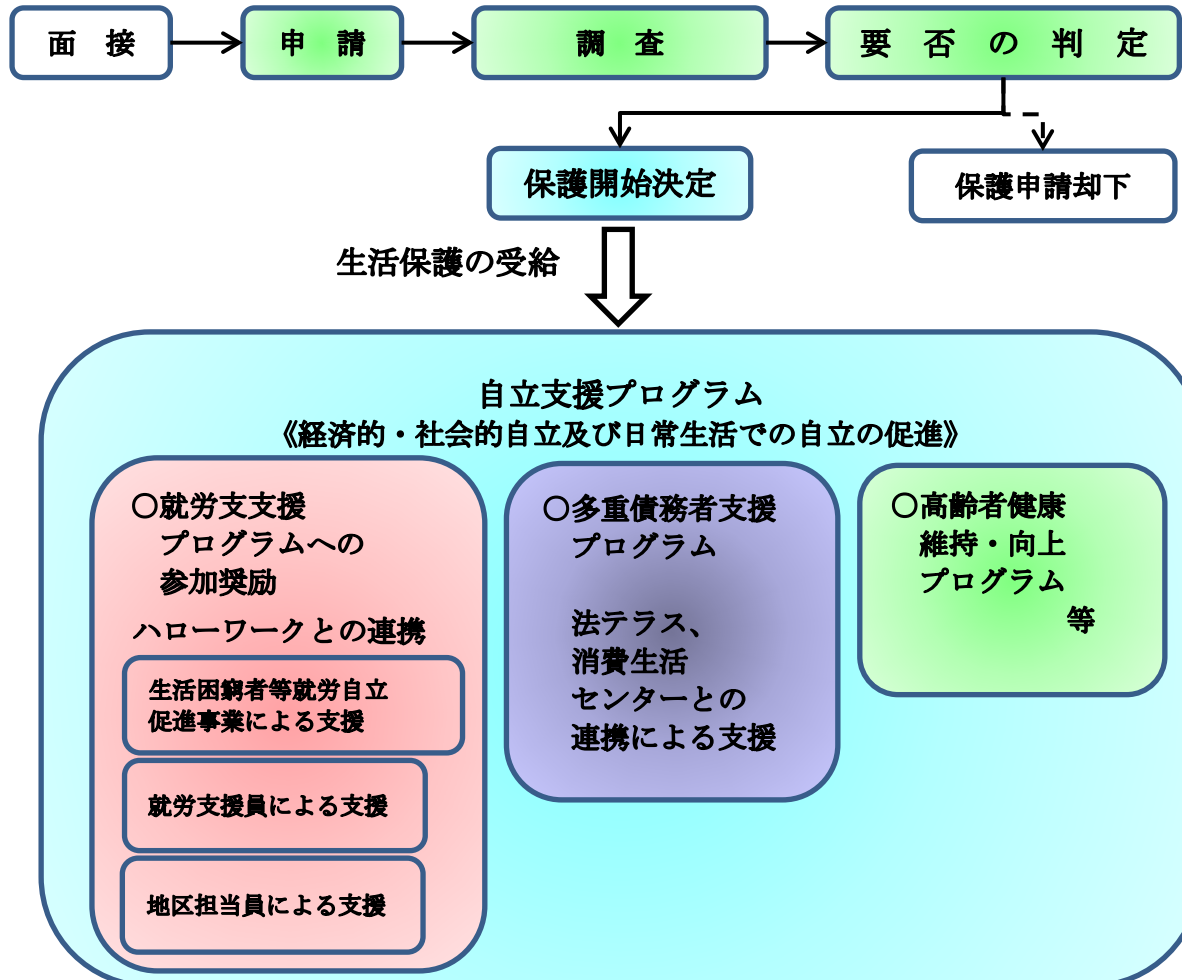 面　接
申　請
調　査
要　否　の　判　定
保護開始決定
保護申請却下
生活保護の受給
自立支援プログラム
《経済的・社会的自立及び日常生活での自立の促進》
〇就労支支援
プログラムへの
参加奨励
ハローワークとの連携
生活困窮者等就労自立
促進事業による支援
就労支援員による支援
地区担当員による支援
〇多重債務者支援
プログラム
法テラス、
消費生活
センターとの
連携による支援
〇高齢者健康
維持・向上
プログラム
等